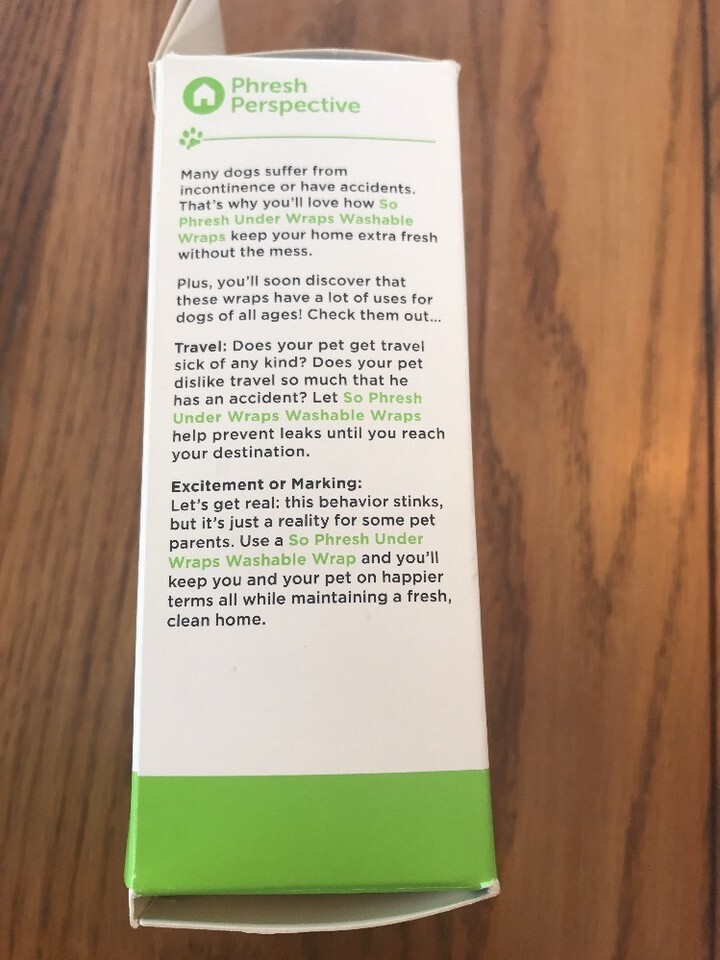 Phresh
Perspective
Many dogs suffer from
incontinence or have accidents.
That's why you'll love how So
Phresh Under Wraps Washable
Wraps keep your home extra fresh
without the mess.
Plus, you'll soon discover that
these wraps have a lot of uses for
dogs of all ages! Check them out...
Travel: Does your pet get travel
sick of any kind? Does your pet
dislike travel so much that he
has an accident? Let So Phresh
Under Wraps Washable Wraps
help prevent leaks until you reach
your destination.
Excitement or Marking:
Let's get real: this behavior stinks,
but it's just a reality for some pet
parents. Use a So Phresh Under
Wraps Washable Wrap and you'll
keep you and your pet on happier
terms all while maintaining a fresh,
clean home.